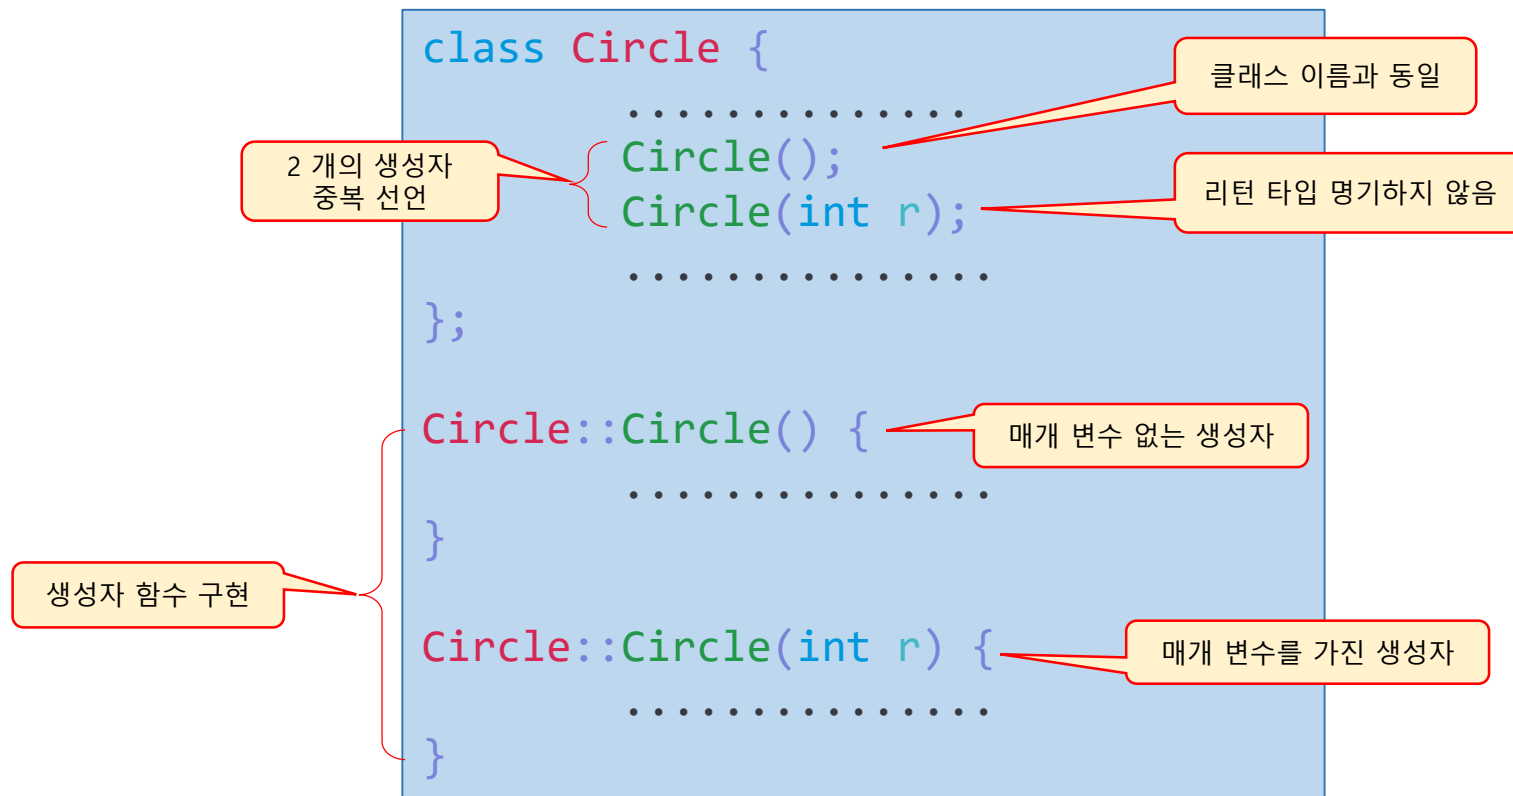 class Circle {
클래스 이름과 동일
..............
2 개의 생성자
중복 선언
Circle();
Circle(int r);
리턴 타입 명기하지 않음
...............
};
Circle::Circle() {
매개 변수 없는 생성자
...............
}
생성자 함수 구현
Circle::Circle(int r) {
매개 변수를 가진 생성자
...............
}